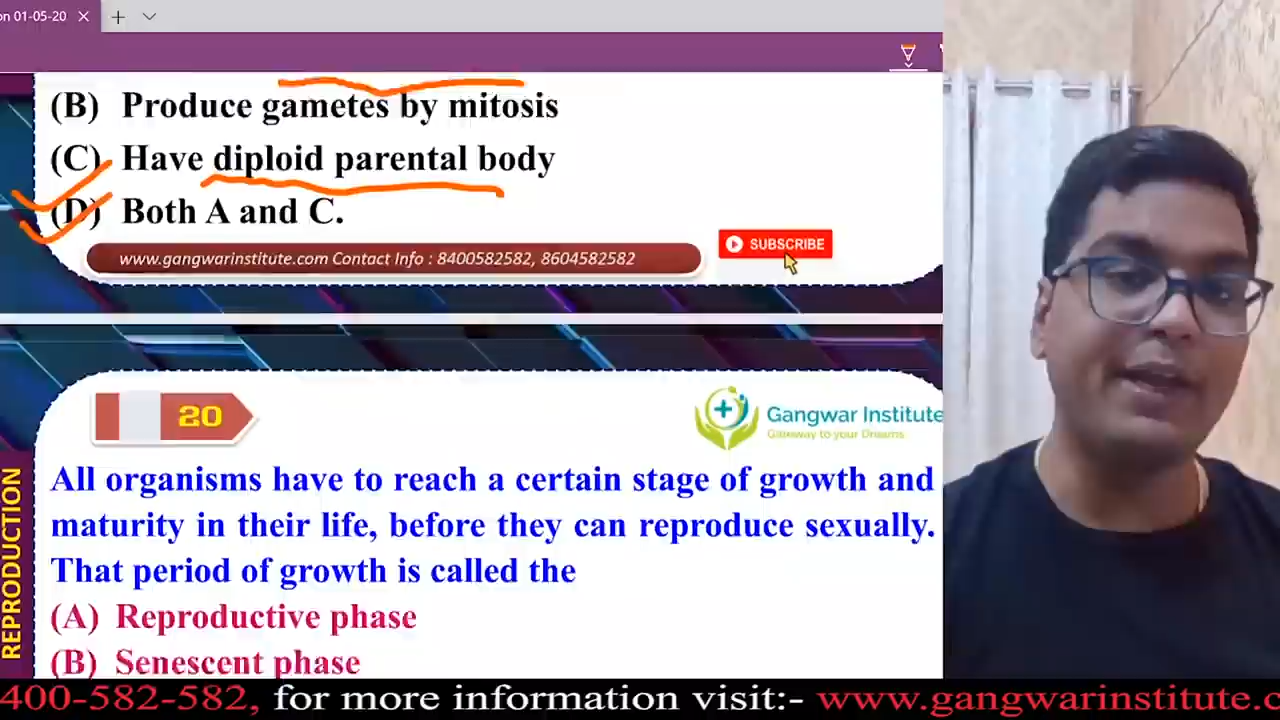 on 01-05-20
(B) Produce gametes by mitosis
(C) Have diploid parental body
(D) Both A and C.
www.gangwarinstitute.com Contact Info : 8400582582, 8604582582
SUBSCRIBE
20
Gangwar Institute
Gateway to your Dreams
REPRODUCTION
All organisms have to reach a certain stage of growth and
maturity in their life, before they can reproduce sexually.
That period of growth is called the
(A) Reproductive phase
(B) Senescent phase
400-582-582, for more information visit:- www.gangwarinstitute.c